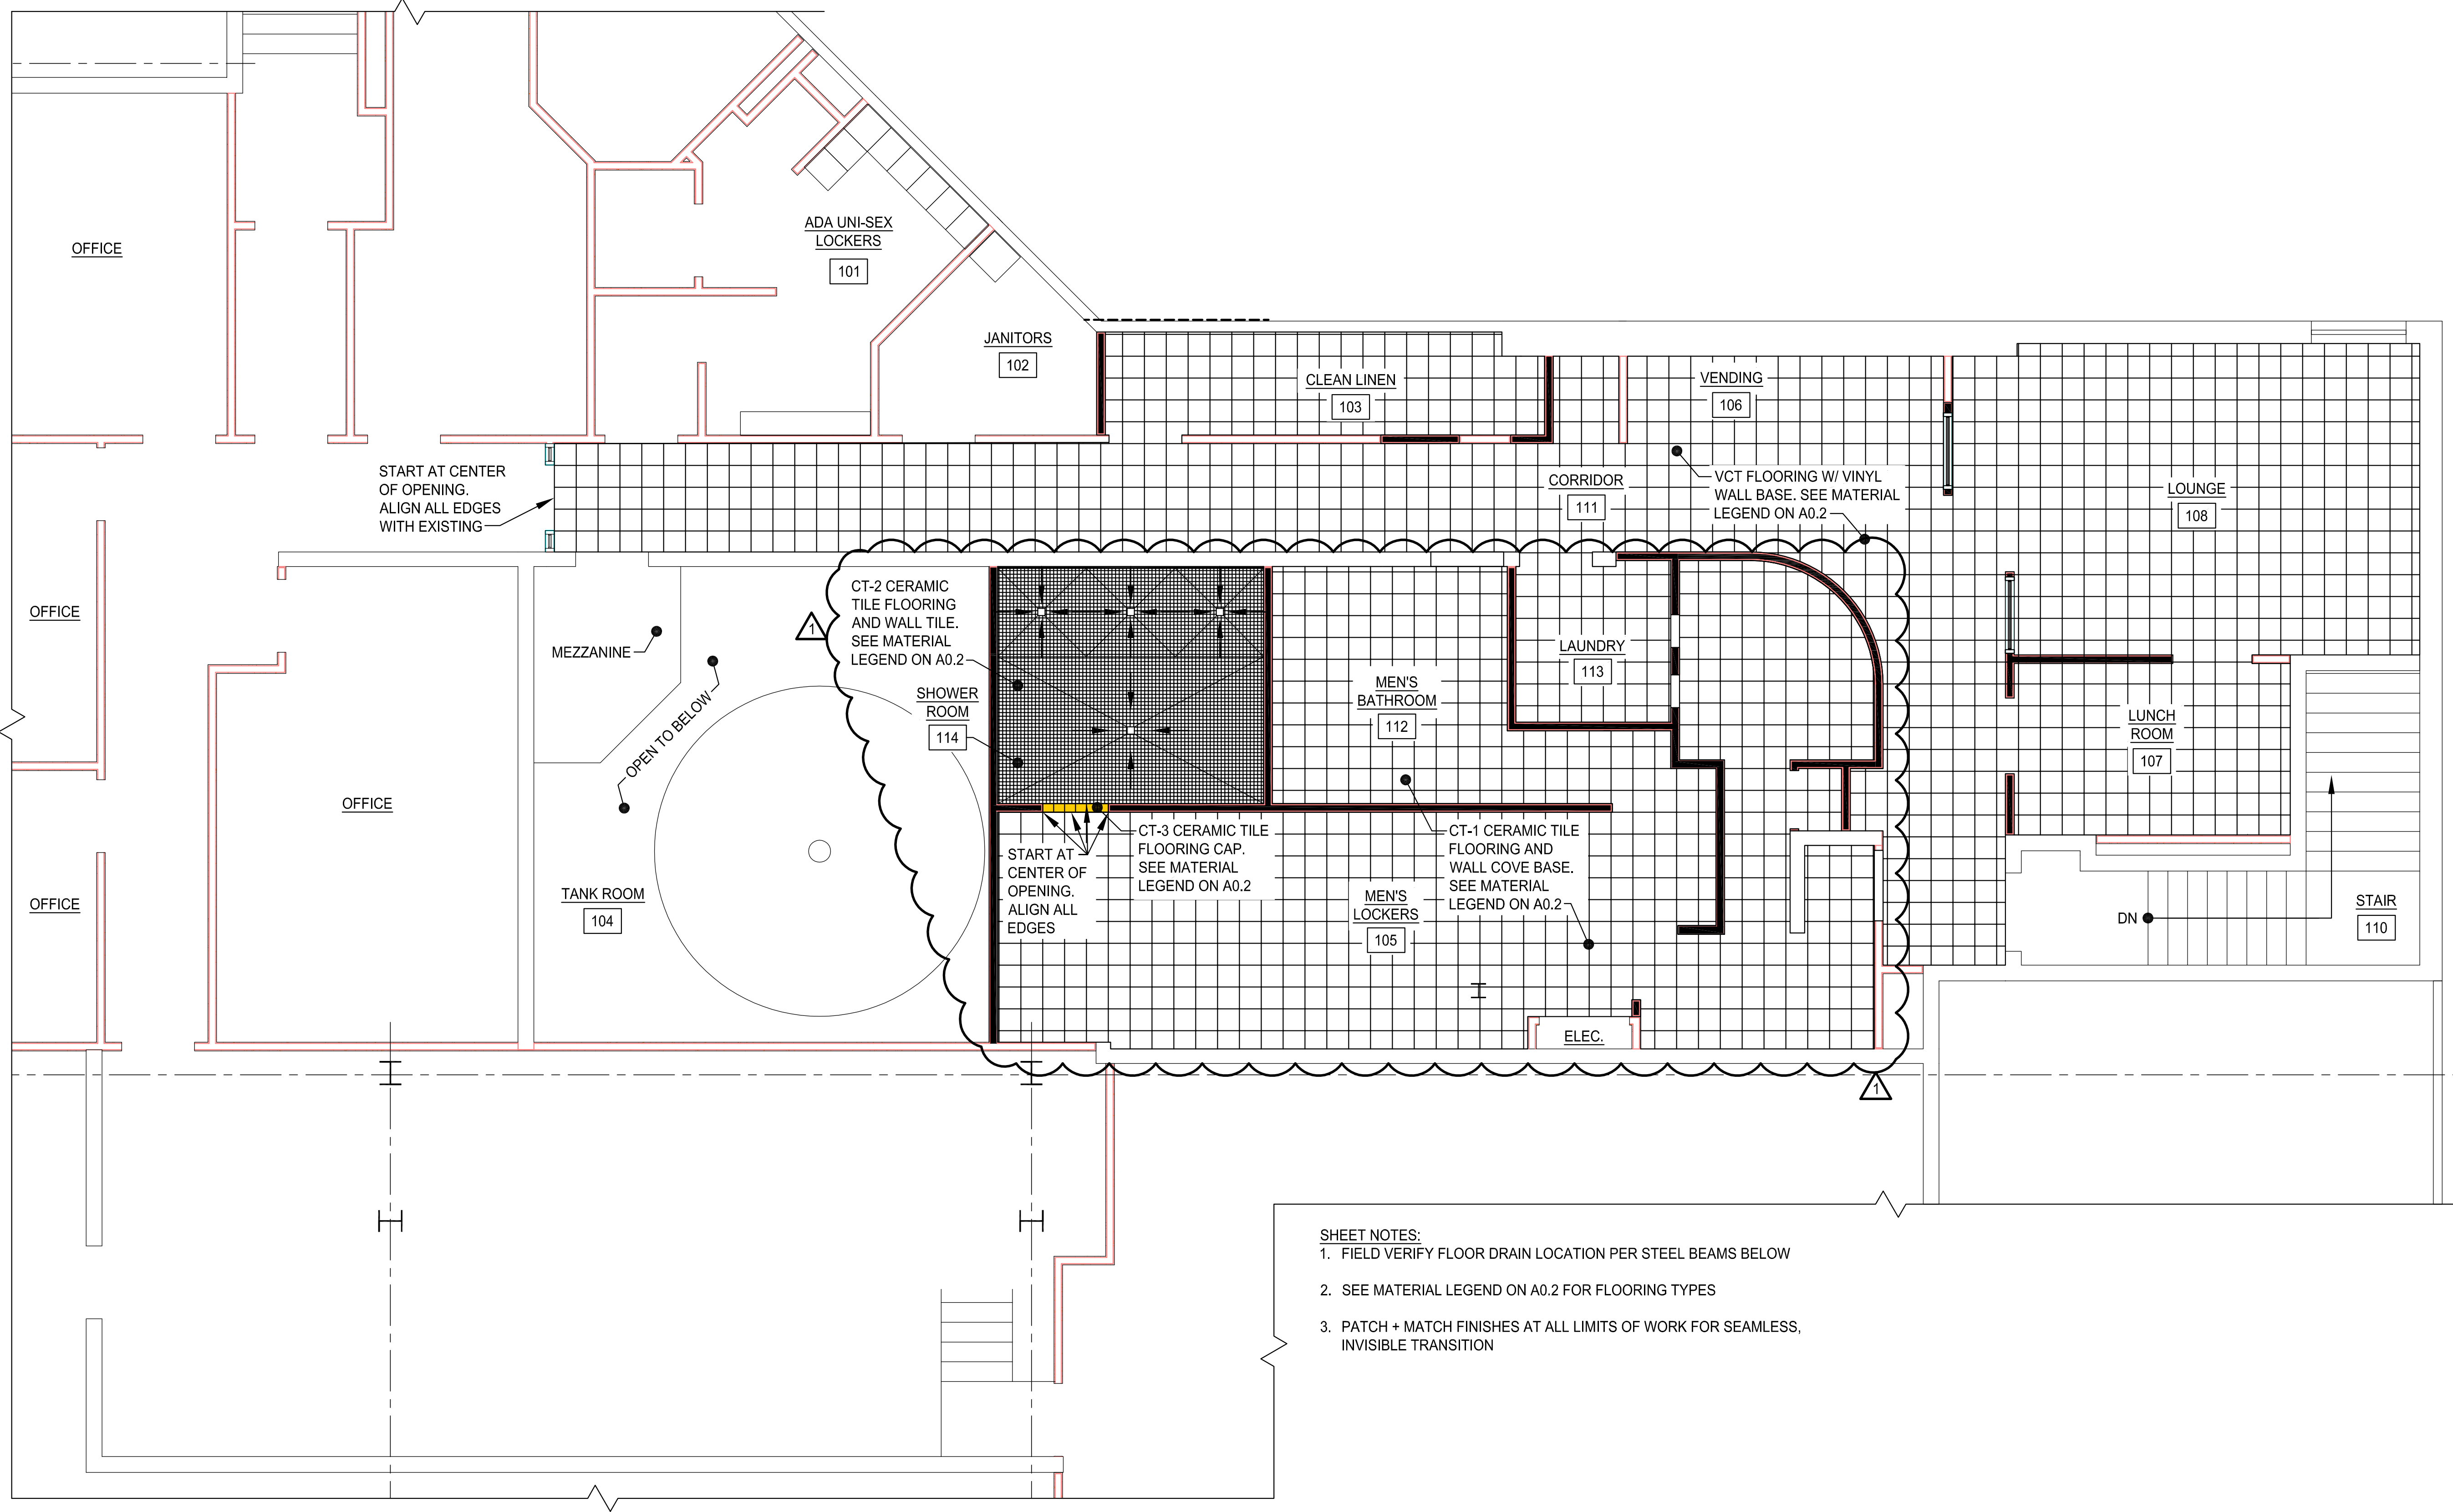 OFFICE
ADA UNI-SEX
LOCKERS
101
JANITORS
102
CLEAN LINEN
103
VENDING
106
START AT CENTER
OF OPENING.
ALIGN ALL EDGES
WITH EXISTING
CORRIDOR
111
VCT FLOORING W/ VINYL
WALL BASE. SEE MATERIAL
LEGEND ON A0.2
LOUNGE
108
OFFICE
MEZZANINE
OPEN TO BELOW
1
CT-2 CERAMIC
TILE FLOORING
AND WALL TILE.
SEE MATERIAL
LEGEND ON A0.2
SHOWER
ROOM
114
MEN'S
BATHROOM
112
LAUNDRY
113
LUNCH
ROOM
107
OFFICE
OFFICE
TANK ROOM
104
START AT
CENTER OF
OPENING.
ALIGN ALL
EDGES
CT-3 CERAMIC TILE
FLOORING CAP.
SEE MATERIAL
LEGEND ON A0.2
CT-1 CERAMIC TILE
FLOORING AND
WALL COVE BASE.
SEE MATERIAL
LEGEND ON A0.2
MEN'S
LOCKERS
105
ELEC.
DN
STAIR
110
1
SHEET NOTES:
1. FIELD VERIFY FLOOR DRAIN LOCATION PER STEEL BEAMS BELOW
2. SEE MATERIAL LEGEND ON A0.2 FOR FLOORING TYPES
3. PATCH + MATCH FINISHES AT ALL LIMITS OF WORK FOR SEAMLESS,
INVISIBLE TRANSITION